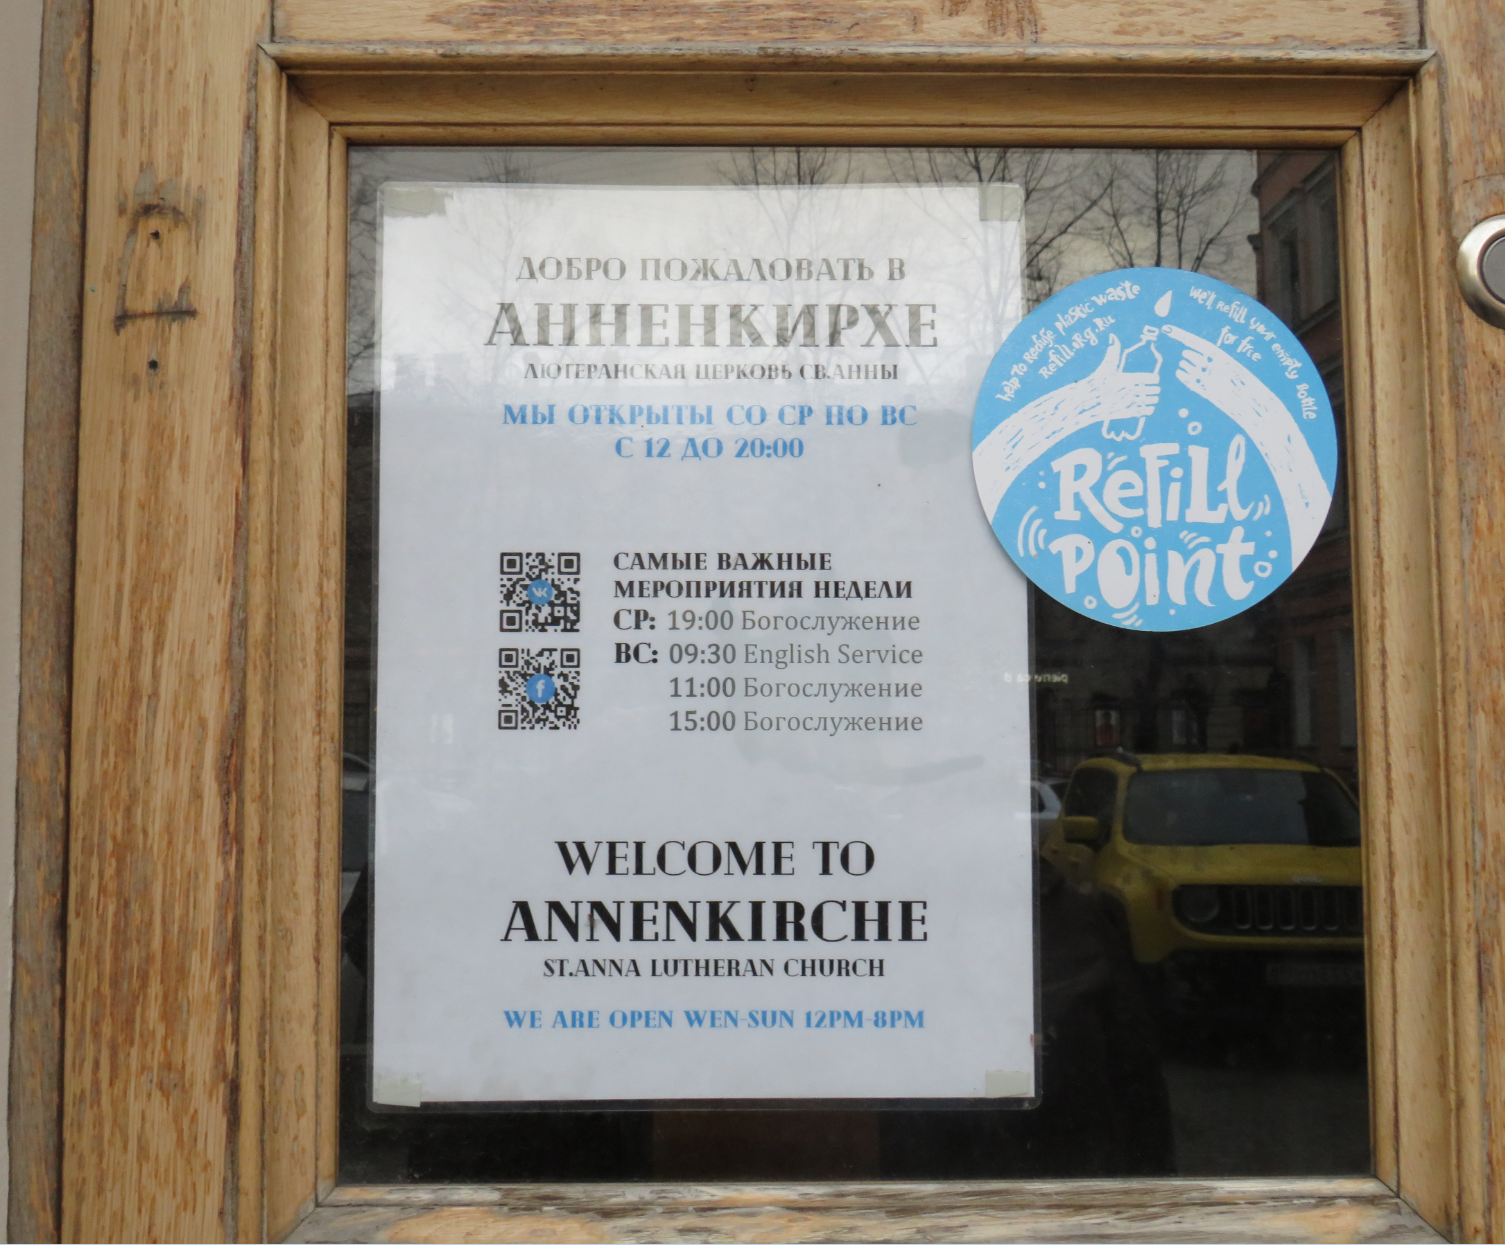 ДОБРО ПОЖАЛОВАТЬ В
АННЕНКИРХЕ
ЛЮТЕРАНСКАЯ ЦЕРКОВЬ СВ.АННЫ
МЫ ОТКРЫТЫ СО СР ПО ВС
С 12 ДО 20:00
САМЫЕ ВАЖНЫЕ
МЕРОПРИЯТИЯ НЕДЕЛИ
СР: 19:00 Богослужение
ВС: 09:30 English Service
11:00 Богослужение
15:00 Богослужение
WELCOME TO
ANNENKIRCHE
ST.ANNA LUTHERAN CHURCH
WE ARE OPEN WEN-SUN 12PM-8PM
help to reduse plastic waste
Refill.org.ru
we'll refill your empty bottle
for free
Refill
Point